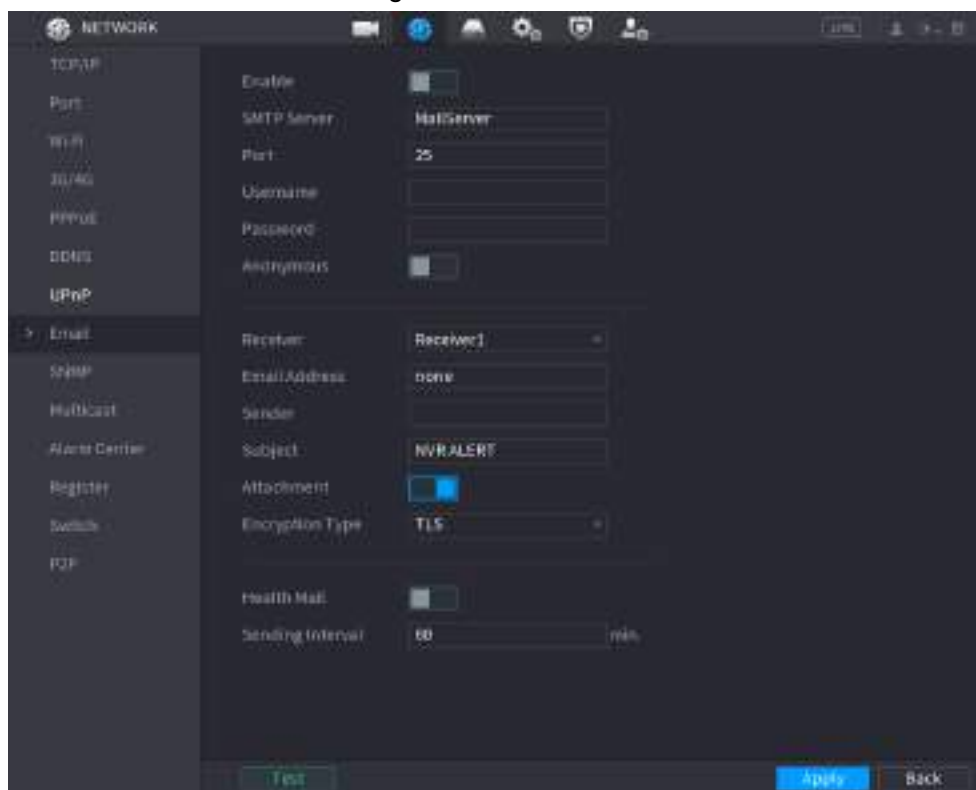 NETWORK
LIVE
TCP/IP
Port
Wi-Fi
3G/4G
PPPoE
DDNS
UPnP
Email
SNMP
Multicast
Alarm Center
Register
Switch
P2P
Enable
SMTP Server MailServer
Port 25
Username
Password
Anonymous
Receiver Receiver1
Email Address none
Sender
Subject NVR ALERT
Attachment
Encryption Type TLS
Health Mail
Sending Interval 60 min.
Test
Apply Back